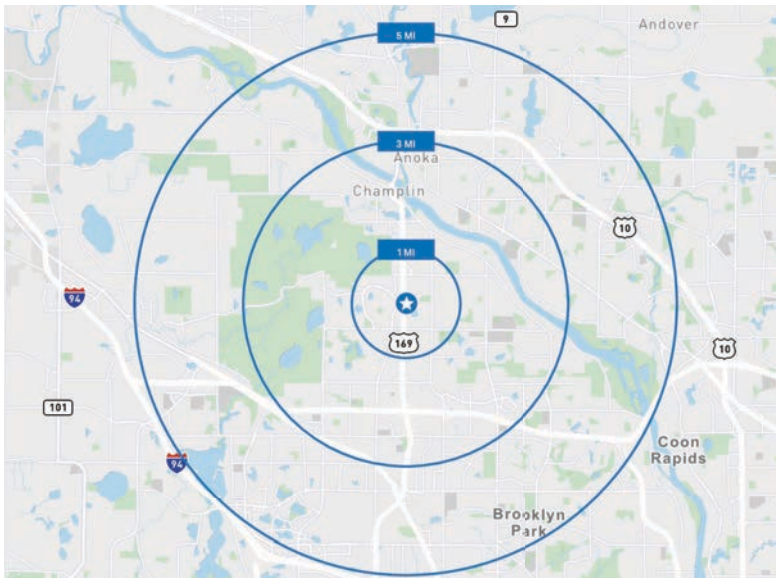 9
Andover
5 MI
3 MI
Anoka
Champlin
10
1 MI
94
169
10
101
Coon
Rapids
94
Brooklyn
Park